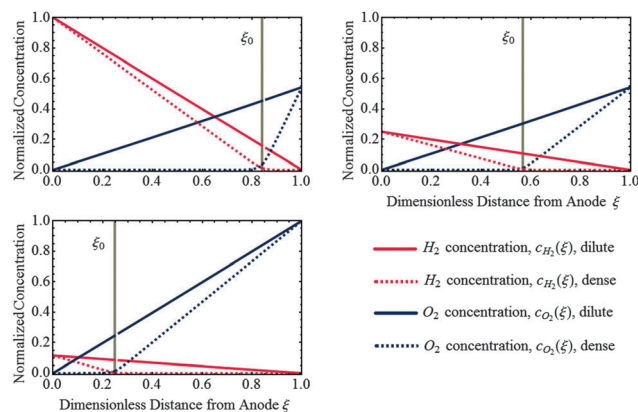 Normalized Concentration
1.0
0.8
0.6
0.4
0.2
0.0
ξ0
0.0 0.2 0.4 0.6 0.8 1.0
Normalized Concentration
1.0
0.8
0.6
0.4
0.2
0.0
ξ0
0.0 0.2 0.4 0.6 0.8 1.0
Dimensionless Distance from Anode ξ
Normalized Concentration
1.0
0.8
0.6
0.4
0.2
0.0
ξ0
0.0 0.2 0.4 0.6 0.8 1.0
Dimensionless Distance from Anode ξ
H2 concentration, cH2(ξ), dilute
H2 concentration, cH2(ξ), dense
O2 concentration, cO2(ξ), dilute
O2 concentration, cO2(ξ), dense